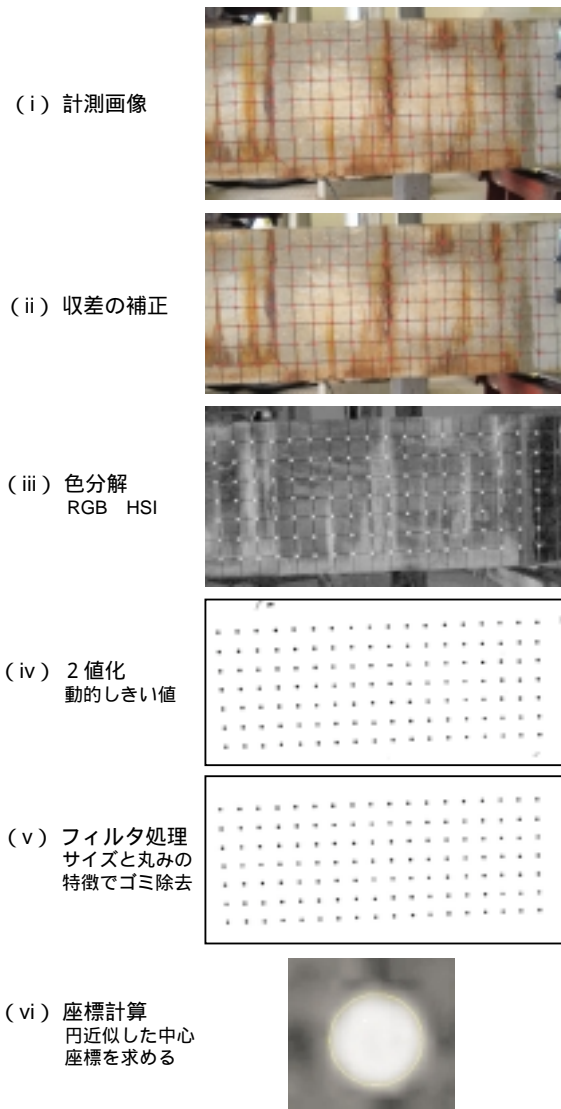 (i) 計測画像
(ii) 収差の補正
(iii) 色分解
RGB HSI
(iv) 2値化
動的しきい値
(v) フィルタ処理
サイズと丸みの
特徴でゴミ除去
(vi) 座標計算
円近似した中心
座標を求める